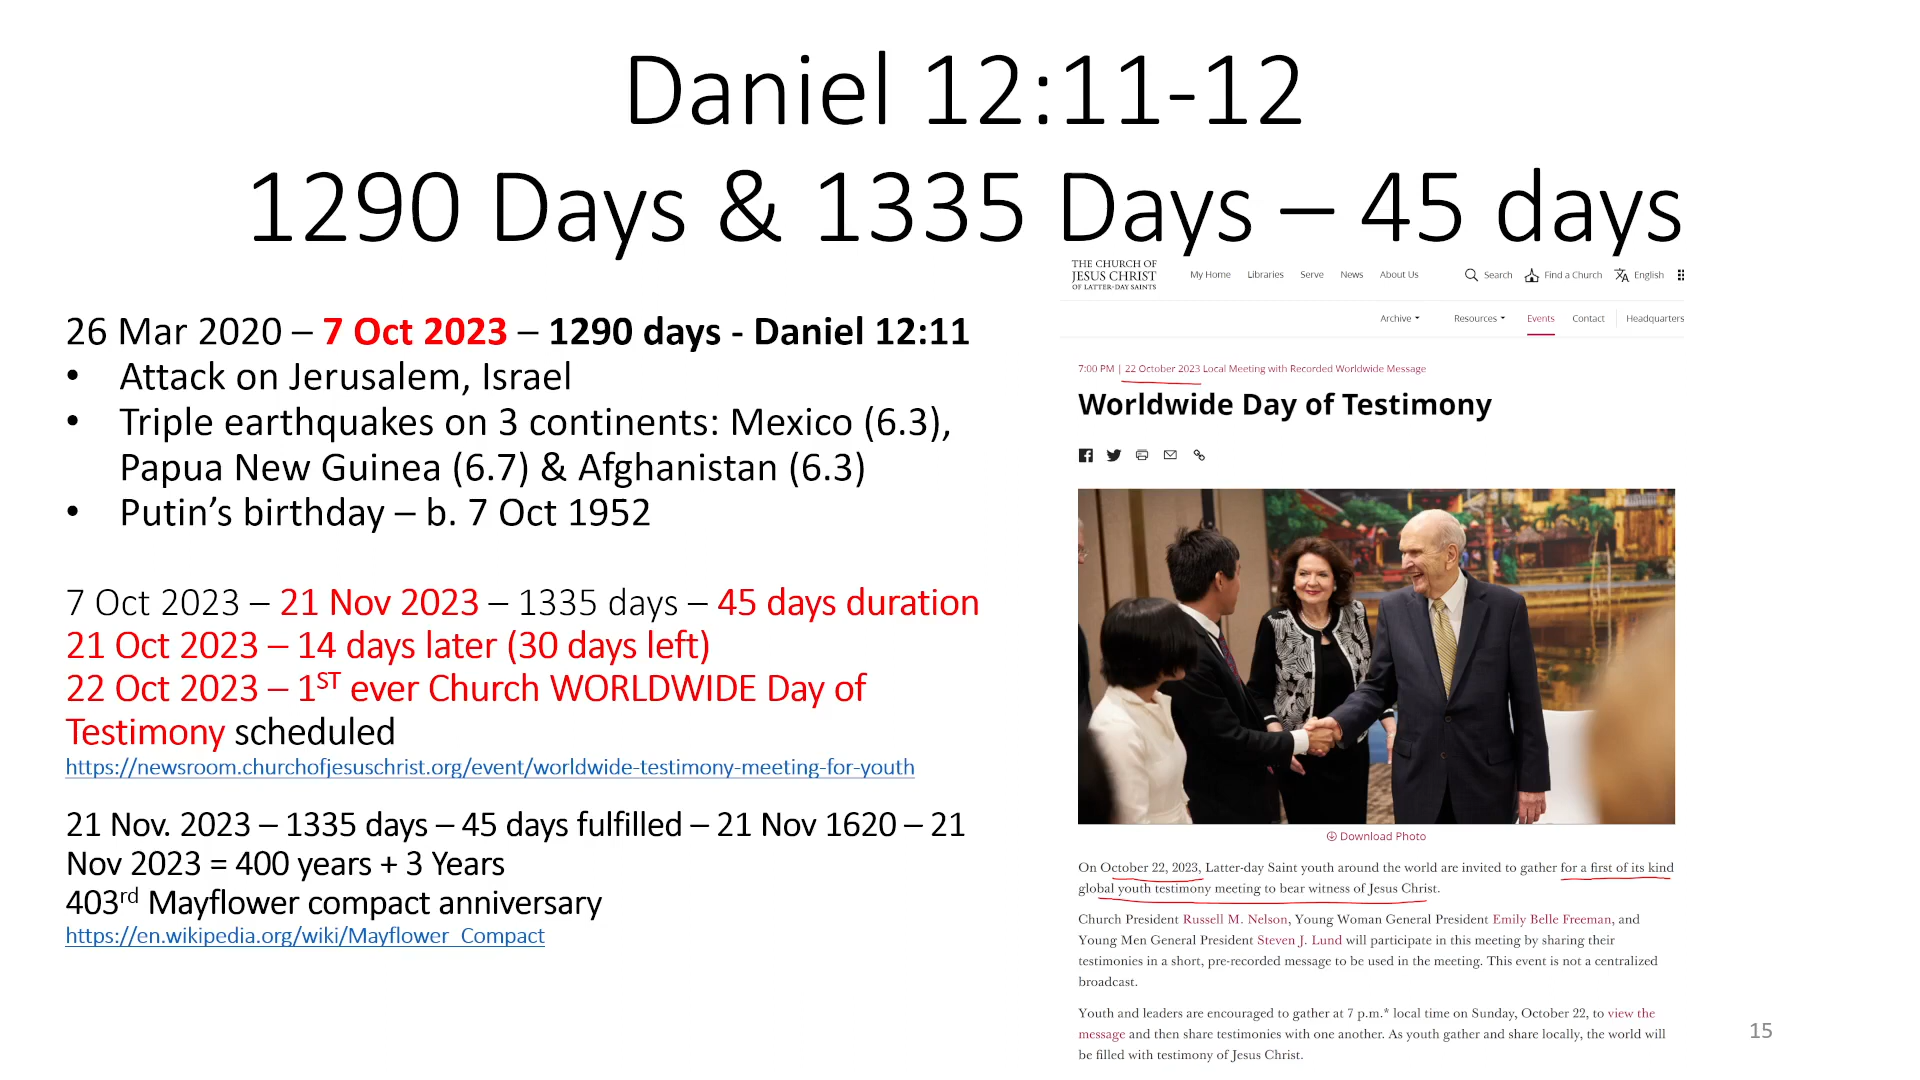 Daniel 12:11-12
1290 Days & 1335 Days – 45 days
26 Mar 2020 – 7 Oct 2023 – 1290 days - Daniel 12:11
• Attack on Jerusalem, Israel
• Triple earthquakes on 3 continents: Mexico (6.3),
Papua New Guinea (6.7) & Afghanistan (6.3)
• Putin’s birthday – b. 7 Oct 1952
7 Oct 2023 – 21 Nov 2023 – 1335 days – 45 days duration
21 Oct 2023 – 14 days later (30 days left)
22 Oct 2023 – 1ST ever Church WORLDWIDE Day of
Testimony scheduled
https://newsroom.churchofjesuschrist.org/event/worldwide-testimony-meeting-for-youth
21 Nov. 2023 – 1335 days – 45 days fulfilled – 21 Nov 1620 – 21
Nov 2023 = 400 years + 3 Years
403rd Mayflower compact anniversary
https://en.wikipedia.org/wiki/Mayflower_Compact
THE CHURCH OF
JESUS CHRIST
OF LATTER-DAY SAINTS
My Home Libraries Serve News About Us Search Find a Church English
Archive Resources Events Contact Headquarters
7:00 PM | 22 October 2023 Local Meeting with Recorded Worldwide Message
Worldwide Day of Testimony
Download Photo
On October 22, 2023, Latter-day Saint youth around the world are invited to gather for a first of its kind
global youth testimony meeting to bear witness of Jesus Christ.
Church President Russell M. Nelson, Young Woman General President Emily Belle Freeman, and
Young Men General President Steven J. Lund will participate in this meeting by sharing their
testimonies in a short, pre-recorded message to be used in the meeting. This event is not a centralized
broadcast.
Youth and leaders are encouraged to gather at 7 p.m.* local time on Sunday, October 22, to view the
message and then share testimonies with one another. As youth gather and share locally, the world will
be filled with testimony of Jesus Christ.
15